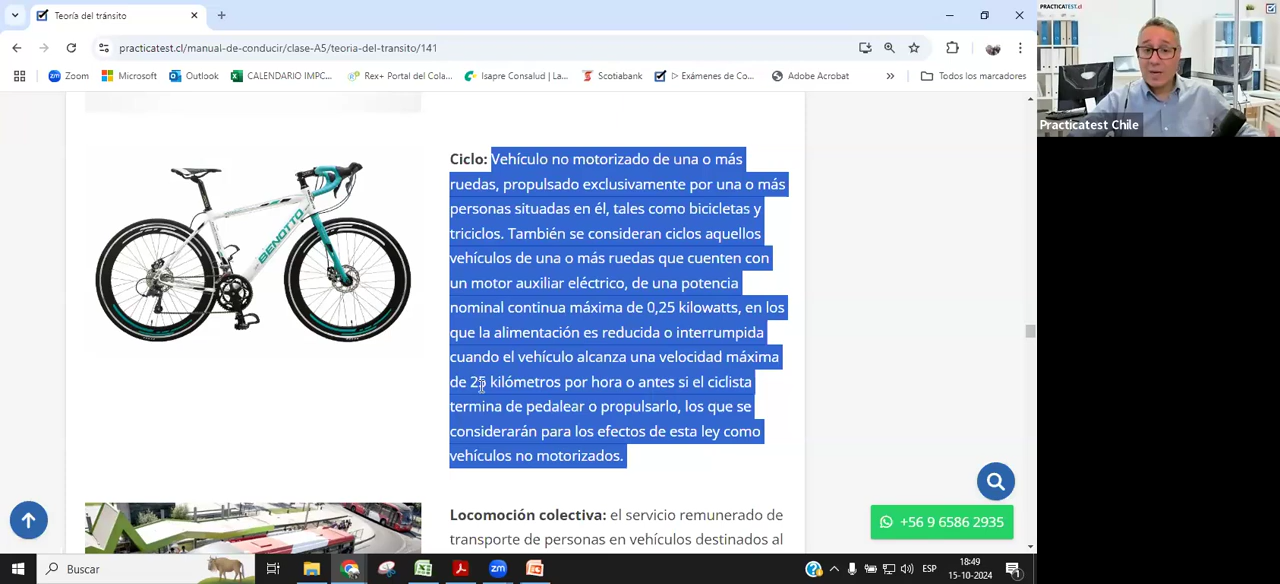 Teoría del tránsito
practicatest.cl/manual-de-conducir/clase-A5/teoria-del-transito/141
Zoom
Microsoft
Outlook
CALENDARIO IMPC...
Rex+ Portal del Cola...
Isapre Consalud | La...
Scotiabank
▷ Exámenes de Co...
Adobe Acrobat
»
Todos los marcadores
PRACTICATEST.cl
Practicatest Chile
BENOTTO
Ciclo: Vehículo no motorizado de una o más
ruedas, propulsado exclusivamente por una o más
personas situadas en él, tales como bicicletas y
triciclos. También se consideran ciclos aquellos
vehículos de una o más ruedas que cuenten con
un motor auxiliar eléctrico, de una potencia
nominal continua máxima de 0,25 kilowatts, en los
que la alimentación es reducida o interrumpida
cuando el vehículo alcanza una velocidad máxima
de 25 kilómetros por hora o antes si el ciclista
termina de pedalear o propulsarlo, los que se
considerarán para los efectos de esta ley como
vehículos no motorizados.
Locomoción colectiva: el servicio remunerado de
transporte de personas en vehículos destinados al
+56 9 6586 2935
Buscar
ESP
18:49
15-10-2024
1